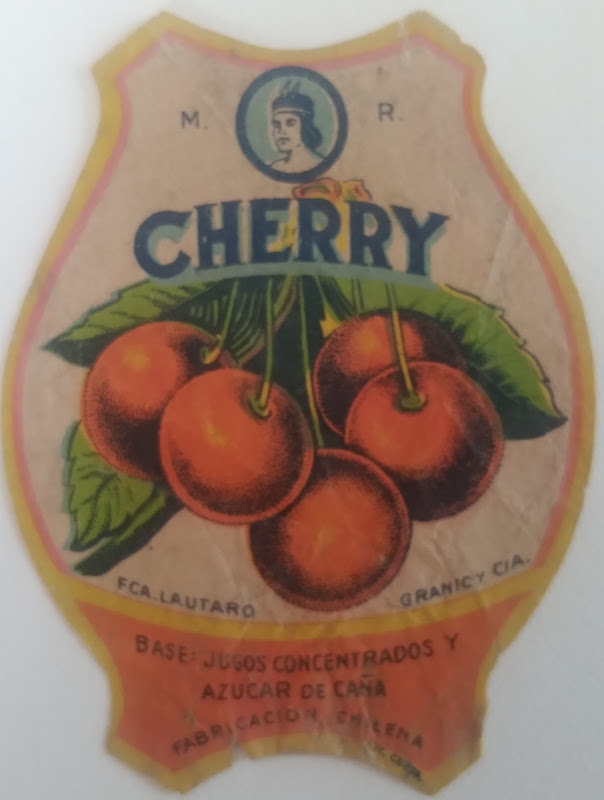 M. R.
CHERRY
FCA. LAUTARO GRANIC Y CIA.
BASE: JUGOS CONCENTRADOS Y
AZUCAR DE CAÑA
FABRICACION CHILENA